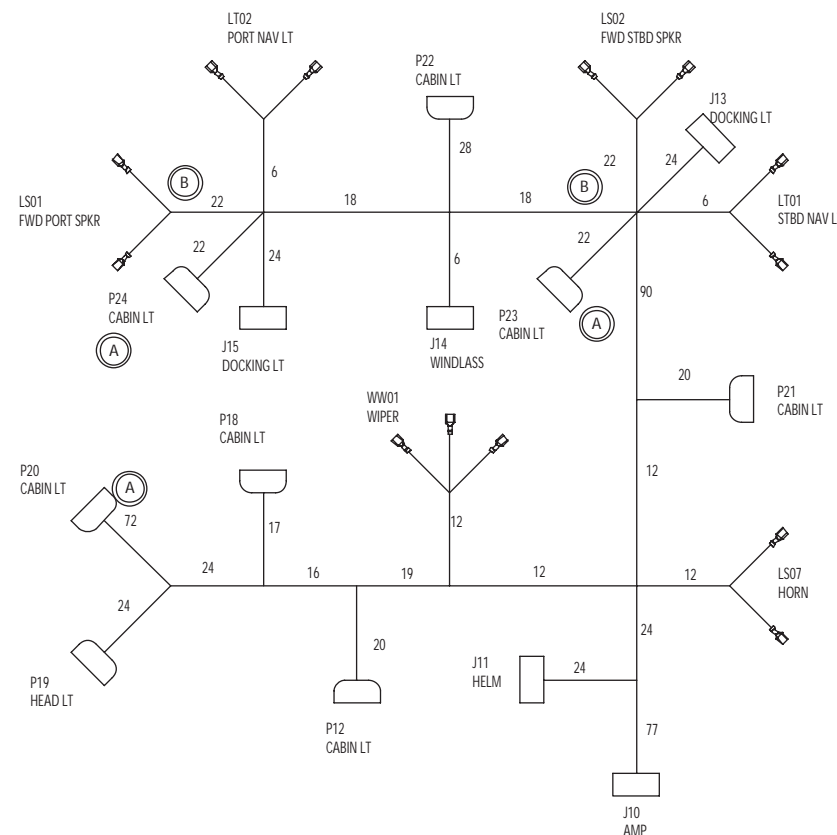 LT02
PORT NAV LT
P22
CABIN LT
LS02
FWD STBD SPKR
J13
DOCKING LT
28
22
24
6
B
B
LS01
FWD PORT SPKR
22
18
18
6
LT01
STBD NAV L
22
24
6
22
P24
CABIN LT
A
J15
DOCKING LT
J14
WINDLASS
P23
CABIN LT
A
90
20
P21
CABIN LT
WW01
WIPER
P18
CABIN LT
P20
CABIN LT
A
72
17
12
12
24
16
19
12
12
LS07
HORN
24
20
24
J11
HELM
24
P19
HEAD LT
P12
CABIN LT
77
J10
AMP